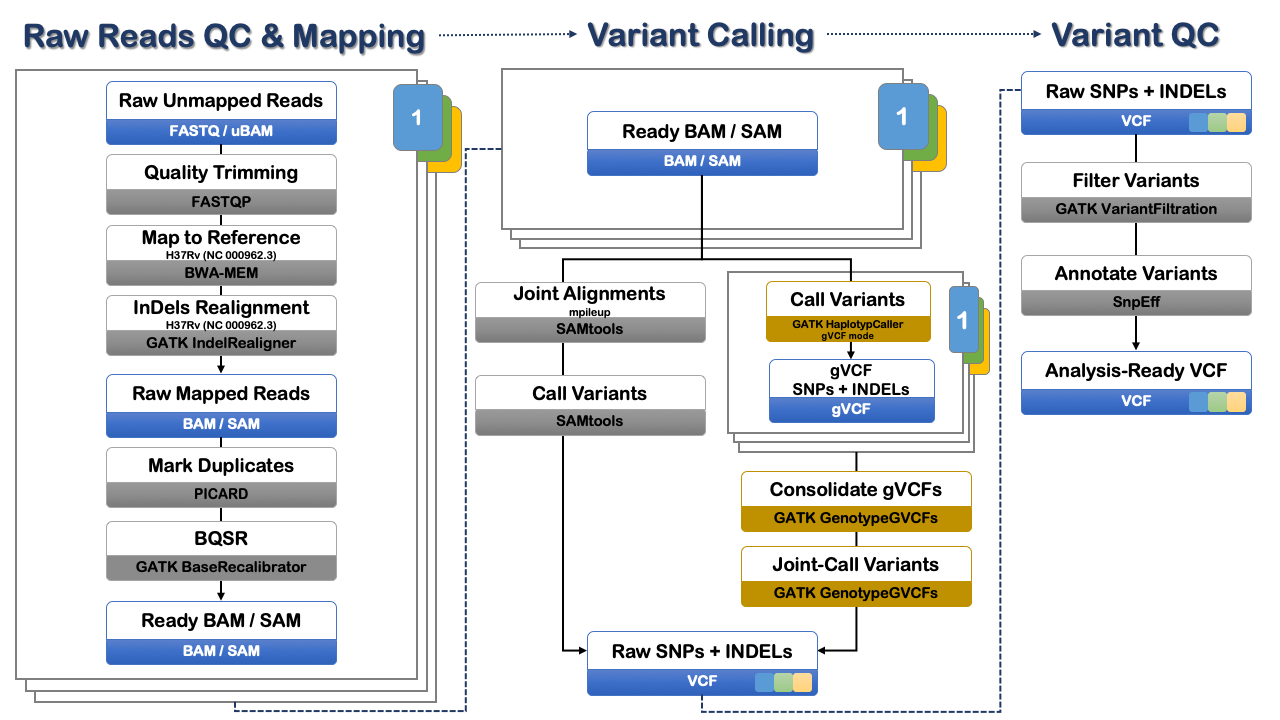 Raw Reads QC & Mapping
Variant Calling
Variant QC
1
Raw Unmapped Reads
FASTQ / uBAM
Quality Trimming
FASTQP
Map to Reference
H37Rv (NC 000962.3)
BWA-MEM
InDels Realignment
H37Rv (NC 000962.3)
GATK IndelRealigner
Raw Mapped Reads
BAM / SAM
Mark Duplicates
PICARD
BQSR
GATK BaseRecalibrator
Ready BAM / SAM
BAM / SAM
1
Ready BAM / SAM
BAM / SAM
Joint Alignments
mpileup
SAMtools
Call Variants
SAMtools
1
Call Variants
GATK HaplotypCaller
gVCF mode
gVCF
SNPs + INDELs
gVCF
Consolidate gVCFs
GATK GenotypeGVCFs
Joint-Call Variants
GATK GenotypeGVCFs
Raw SNPs + INDELs
VCF
Raw SNPs + INDELs
VCF
Filter Variants
GATK VariantFiltration
Annotate Variants
SnpEff
Analysis-Ready VCF
VCF